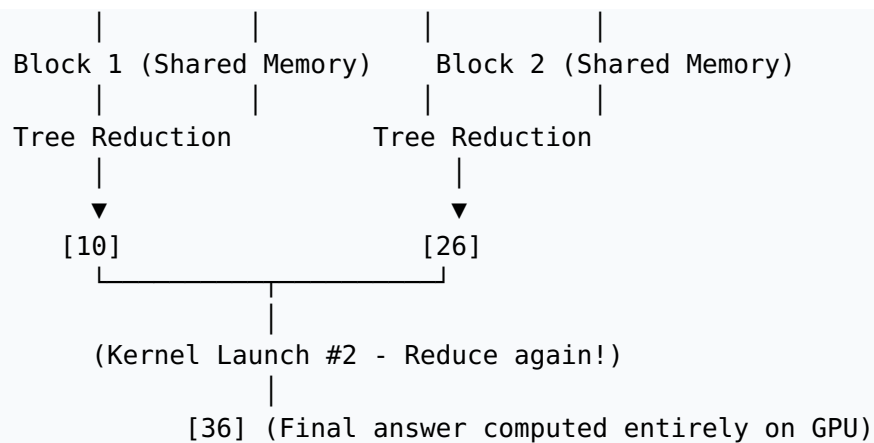 Block 1 (Shared Memory) Block 2 (Shared Memory)
Tree Reduction Tree Reduction
[10] [26]
(Kernel Launch #2 - Reduce again!)
[36] (Final answer computed entirely on GPU)